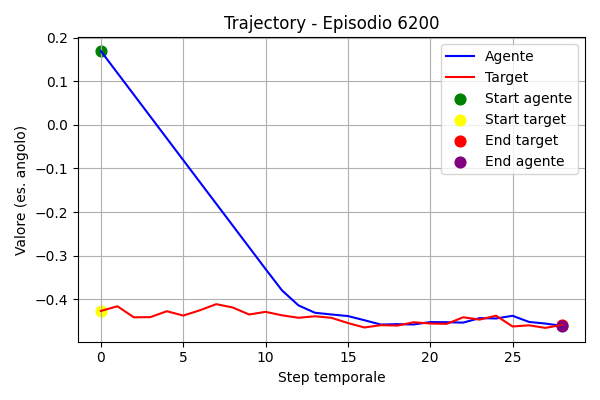 Trajectory - Episodio 6200
Valore (es. angolo)
0.2
0.1
0.0
−0.1
−0.2
−0.3
−0.4
0
5
10
15
20
25
Step temporale
Agente
Target
Start agente
Start target
End target
End agente